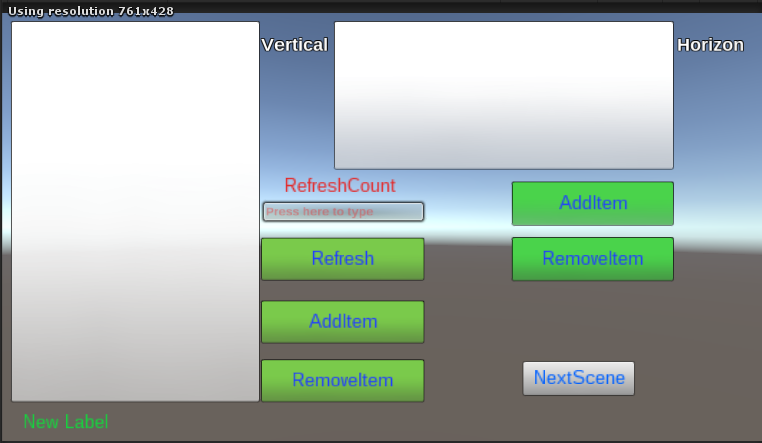 Using resolution 761x428
Vertical
Horizon
RefreshCount
Press here to type
AddItem
Refresh
RemoveItem
AddItem
RemoveItem
NextScene
New Label